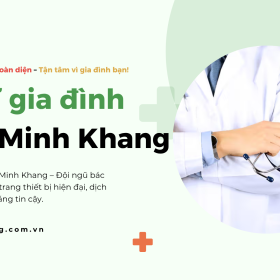 oàn diện – Tận tâm vì gia đình bạn!
gia đình
Minh Khang
Minh Khang – Đội ngũ bác
trang thiết bị hiện đại, dịch
ng tin cậy.
g.com.vn